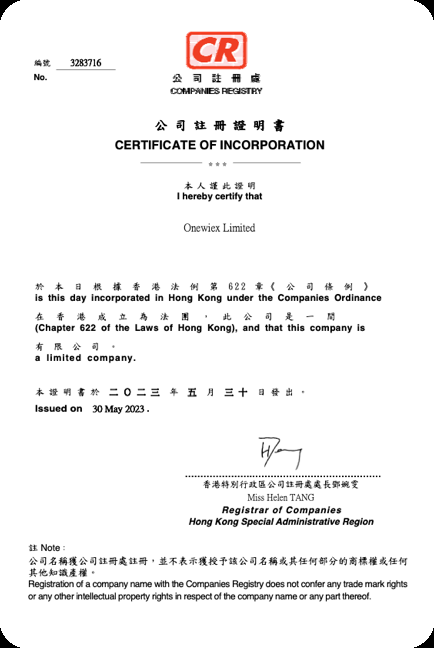 CR
公司註冊處
COMPANIES REGISTRY
編號 3283716
No.
公司註冊證明書
CERTIFICATE OF INCORPORATION
***
本人謹此證明
I hereby certify that
Onewiex Limited
於本日根據香港法例第622章《公司條例》
is this day incorporated in Hong Kong under the Companies Ordinance
在香港成立為法團，此公司是一間
(Chapter 622 of the Laws of Hong Kong), and that this company is
有限公司。
a limited company.
本證明書於二〇二三年五月三十日發出。
Issued on 30 May 2023 .
香港特別行政區公司註冊處處長鄧婉雯
Miss Helen TANG
Registrar of Companies
Hong Kong Special Administrative Region
註 Note：
公司名稱獲公司註冊處註冊，並不表示獲授予該公司名稱或其任何部分的商標權或任何
其他知識產權。
Registration of a company name with the Companies Registry does not confer any trade mark rights
or any other intellectual property rights in respect of the company name or any part thereof.